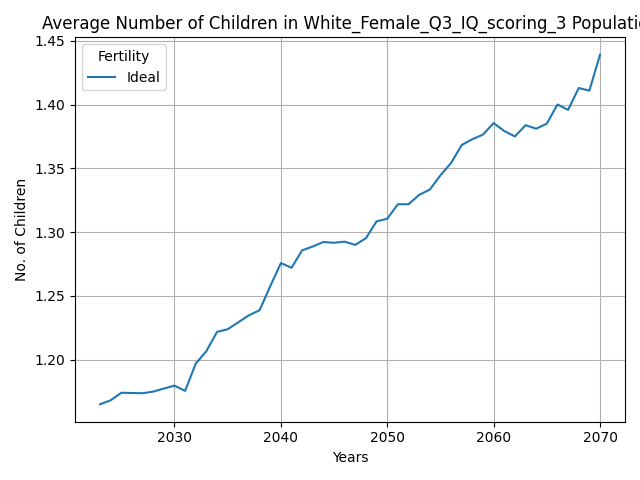 Average Number of Children in White_Female_Q3_IQ_scoring_3 Populatio
Fertility
Ideal
1.45
1.40
1.35
1.30
1.25
1.20
No. of Children
2030 2040 2050 2060 2070
Years